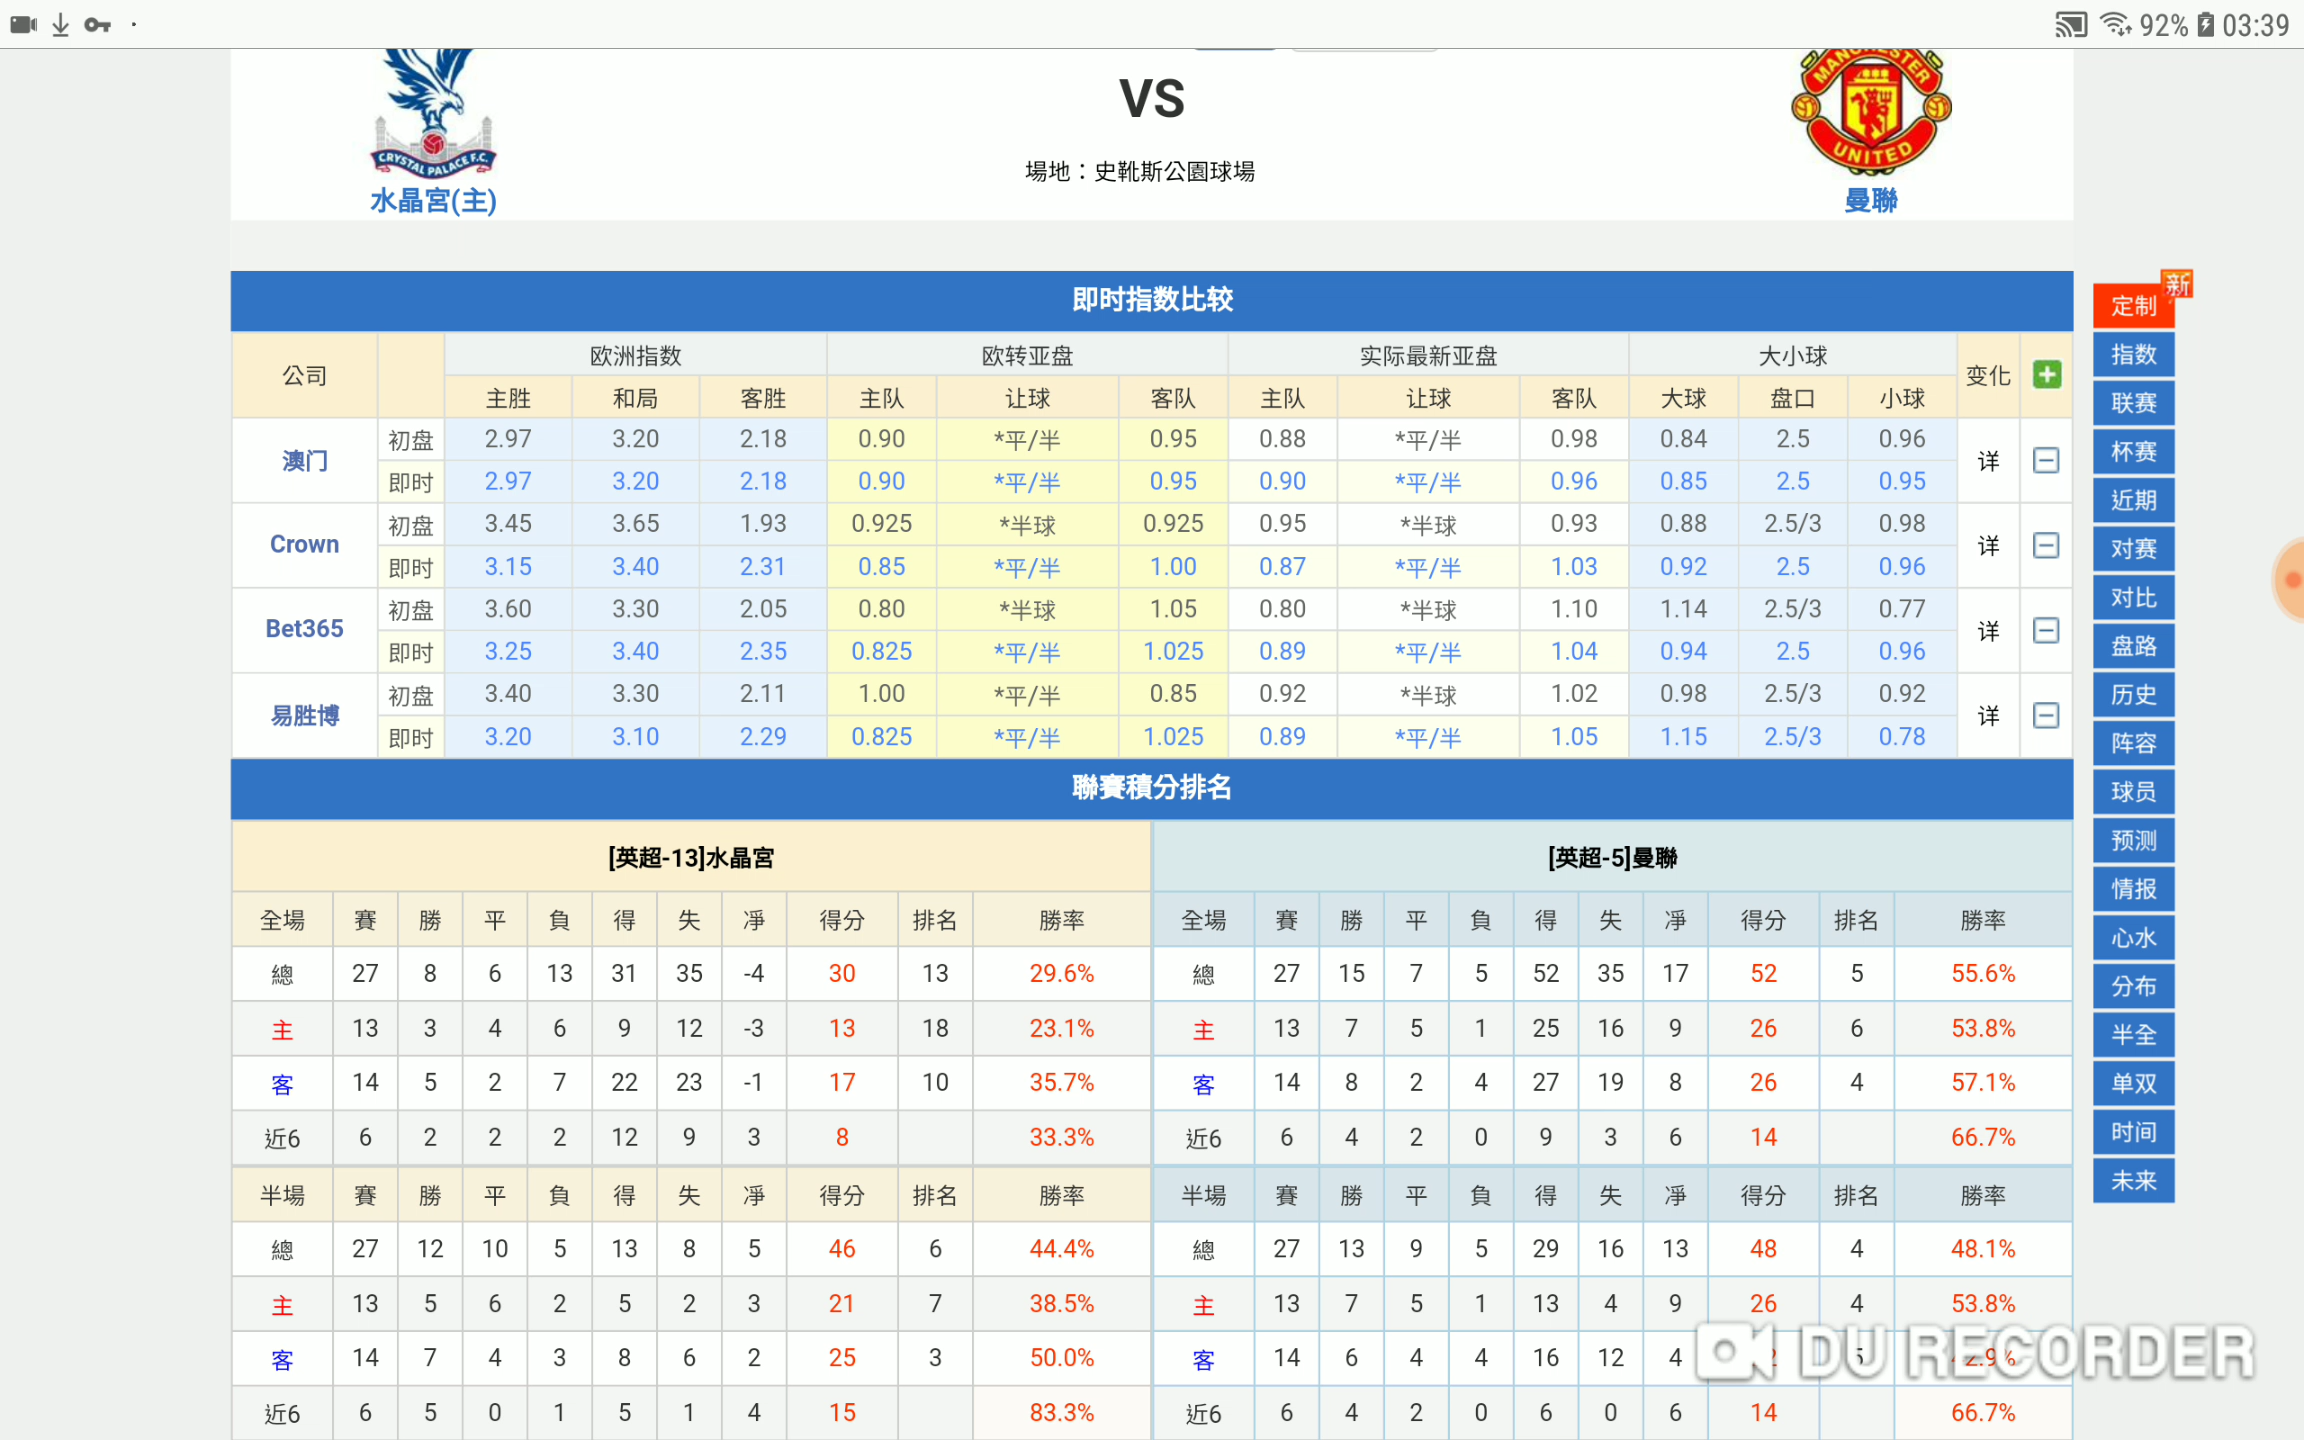 92% 03:39
CRYSTAL PALACE F.C.
水晶宮(主)
VS
場地：史靴斯公園球場
MANCHESTER
UNITED
曼聯
即时指数比较
公司 欧洲指数 欧转亚盘 实际最新亚盘 大小球 变化
主胜 和局 客胜 主队 让球 客队 主队 让球 客队 大球 盘口 小球
澳门 初盘 2.97 3.20 2.18 0.90 *平/半 0.95 0.88 *平/半 0.98 0.84 2.5 0.96 详
即时 2.97 3.20 2.18 0.90 *平/半 0.95 0.90 *平/半 0.96 0.85 2.5 0.95
Crown 初盘 3.45 3.65 1.93 0.925 *半球 0.925 0.95 *半球 0.93 0.88 2.5/3 0.98 详
即时 3.15 3.40 2.31 0.85 *平/半 1.00 0.87 *平/半 1.03 0.92 2.5 0.96
Bet365 初盘 3.60 3.30 2.05 0.80 *半球 1.05 0.80 *半球 1.10 1.14 2.5/3 0.77 详
即时 3.25 3.40 2.35 0.825 *平/半 1.025 0.89 *平/半 1.04 0.94 2.5 0.96
易胜博 初盘 3.40 3.30 2.11 1.00 *平/半 0.85 0.92 *半球 1.02 0.98 2.5/3 0.92 详
即时 3.20 3.10 2.29 0.825 *平/半 1.025 0.89 *平/半 1.05 1.15 2.5/3 0.78
聯賽積分排名
[英超-13]水晶宮 [英超-5]曼聯
全場 賽 勝 平 負 得 失 凈 得分 排名 勝率 全場 賽 勝 平 負 得 失 凈 得分 排名 勝率
總 27 8 6 13 31 35 -4 30 13 29.6% 總 27 15 7 5 52 35 17 52 5 55.6%
主 13 3 4 6 9 12 -3 13 18 23.1% 主 13 7 5 1 25 16 9 26 6 53.8%
客 14 5 2 7 22 23 -1 17 10 35.7% 客 14 8 2 4 27 19 8 26 4 57.1%
近6 6 2 2 2 12 9 3 8 33.3% 近6 6 4 2 0 9 3 6 14 66.7%
半場 賽 勝 平 負 得 失 凈 得分 排名 勝率 半場 賽 勝 平 負 得 失 凈 得分 排名 勝率
總 27 12 10 5 13 8 5 46 6 44.4% 總 27 13 9 5 29 16 13 48 4 48.1%
主 13 5 6 2 5 2 3 21 7 38.5% 主 13 7 5 1 13 4 9 26 4 53.8%
客 14 7 4 3 8 6 2 25 3 50.0% 客 14 6 4 4 16 12 4
近6 6 5 0 1 5 1 4 15 83.3% 近6 6 4 2 0 6 0 6 14 66.7%
新
定制
指数
联赛
杯赛
近期
对赛
对比
盘路
历史
阵容
球员
预测
情报
心水
分布
半全
单双
时间
未来
DU RECORDER